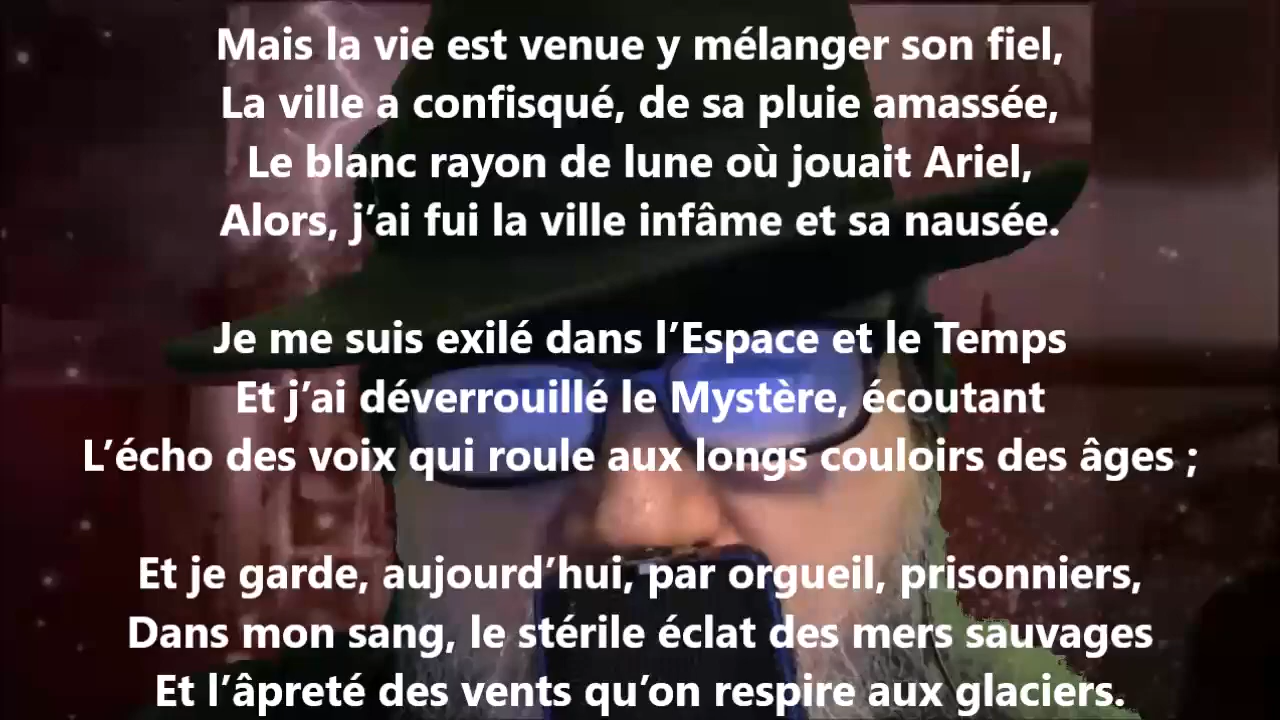 Mais la vie est venue y mélanger son fiel,
La ville a confisqué, de sa pluie amassée,
Le blanc rayon de lune où jouait Ariel,
Alors, j’ai fui la ville infâme et sa nausée.
Je me suis exilé dans l’Espace et le Temps
Et j’ai déverrouillé le Mystère, écoutant
L’écho des voix qui roule aux longs couloirs des âges ;
Et je garde, aujourd’hui, par orgueil, prisonniers,
Dans mon sang, le stérile éclat des mers sauvages
Et l’âpreté des vents qu’on respire aux glaciers.